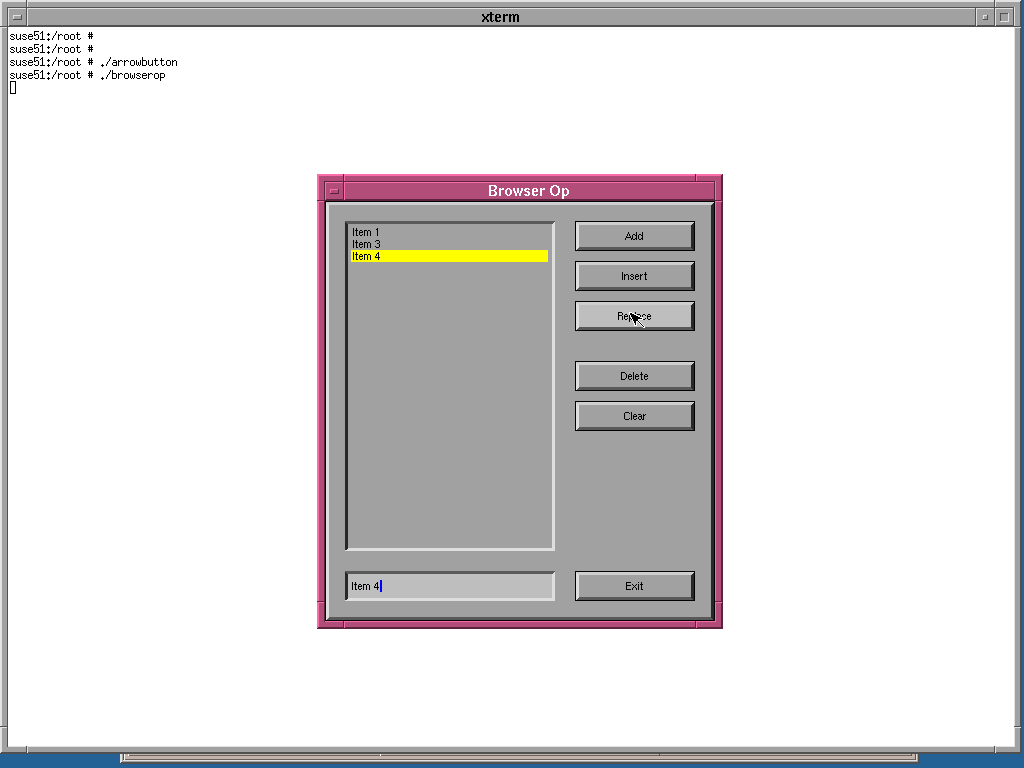 xterm
suse51:/root #
suse51:/root #
suse51:/root # ./arrowbutton
suse51:/root # ./browserop
Browser Op
Item 1
Item 3
Item 4
Add
Insert
Replace
Delete
Clear
Item 4
Exit